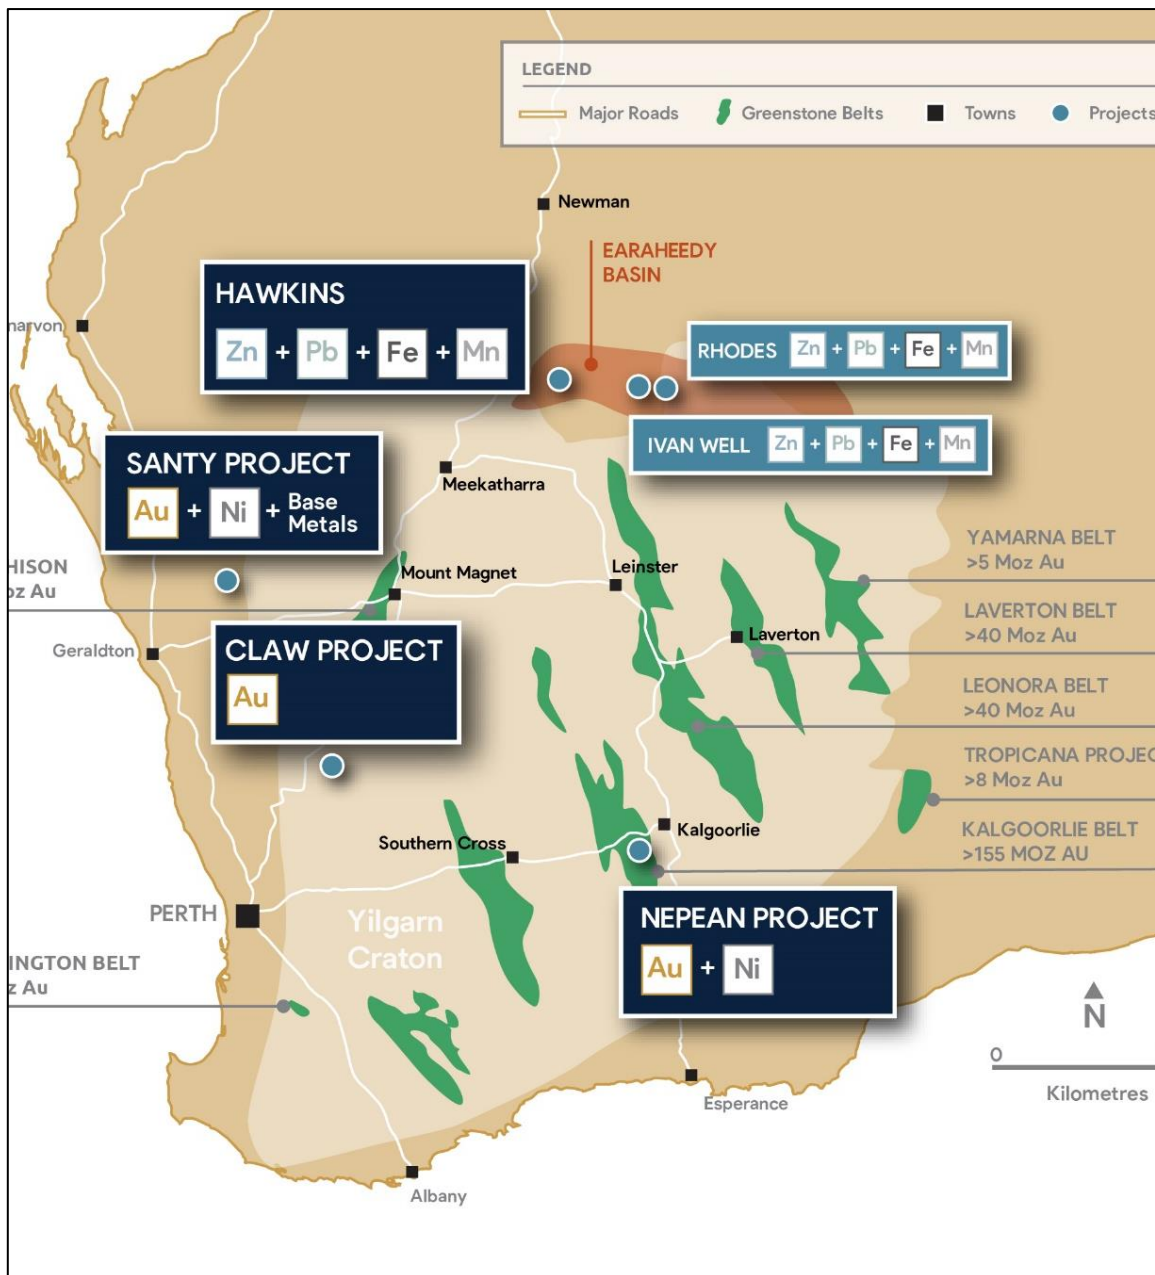 LEGEND
Major Roads
Greenstone Belts
Towns
Projects
Newman
EARAHEEDY
BASIN
HAWKINS
Zn + Pb + Fe + Mn
narvon
RHODES Zn + Pb + Fe + Mn
IVAN WELL Zn + Pb + Fe + Mn
SANTY PROJECT
Au + Ni + Base
Metals
Meekatharra
HISON
oz Au
Mount Magnet
Leinster
YAMARNA BELT
>5 Moz Au
LAVERTON BELT
>40 Moz Au
Laverton
Geraldton
CLAW PROJECT
Au
LEONORA BELT
>40 Moz Au
TROPICANA PROJEC
>8 Moz Au
Kalgoorlie
KALGOORLIE BELT
>155 MOZ AU
Southern Cross
PERTH
Yilgarn
Craton
NEPEAN PROJECT
Au + Ni
INGTON BELT
z Au
N
0
Kilometres
Esperance
Albany